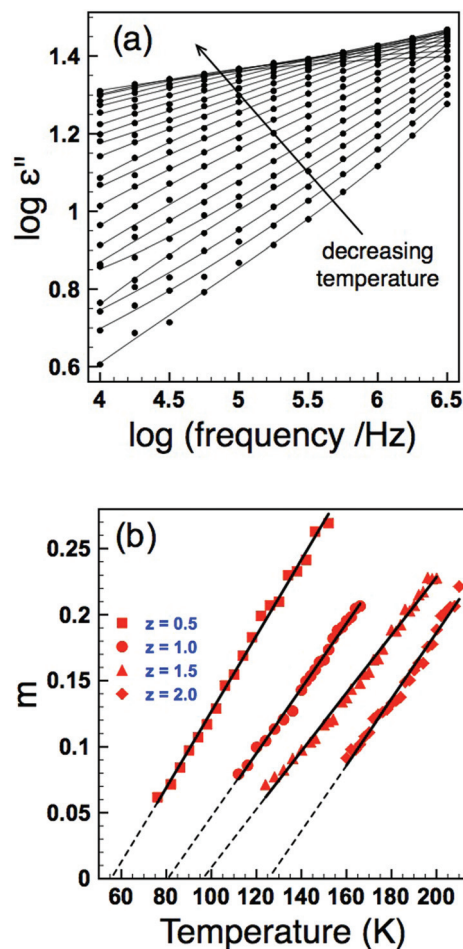 (a)
log ε"
1.4
1.2
1
0.8
0.6
decreasing
temperature
4
4.5
5
5.5
6
6.5
log (frequency /Hz)
(b)
m
0.25
0.2
0.15
0.1
0.05
0
z = 0.5
z = 1.0
z = 1.5
z = 2.0
60
80
100
120
140
160
180
200
Temperature (K)